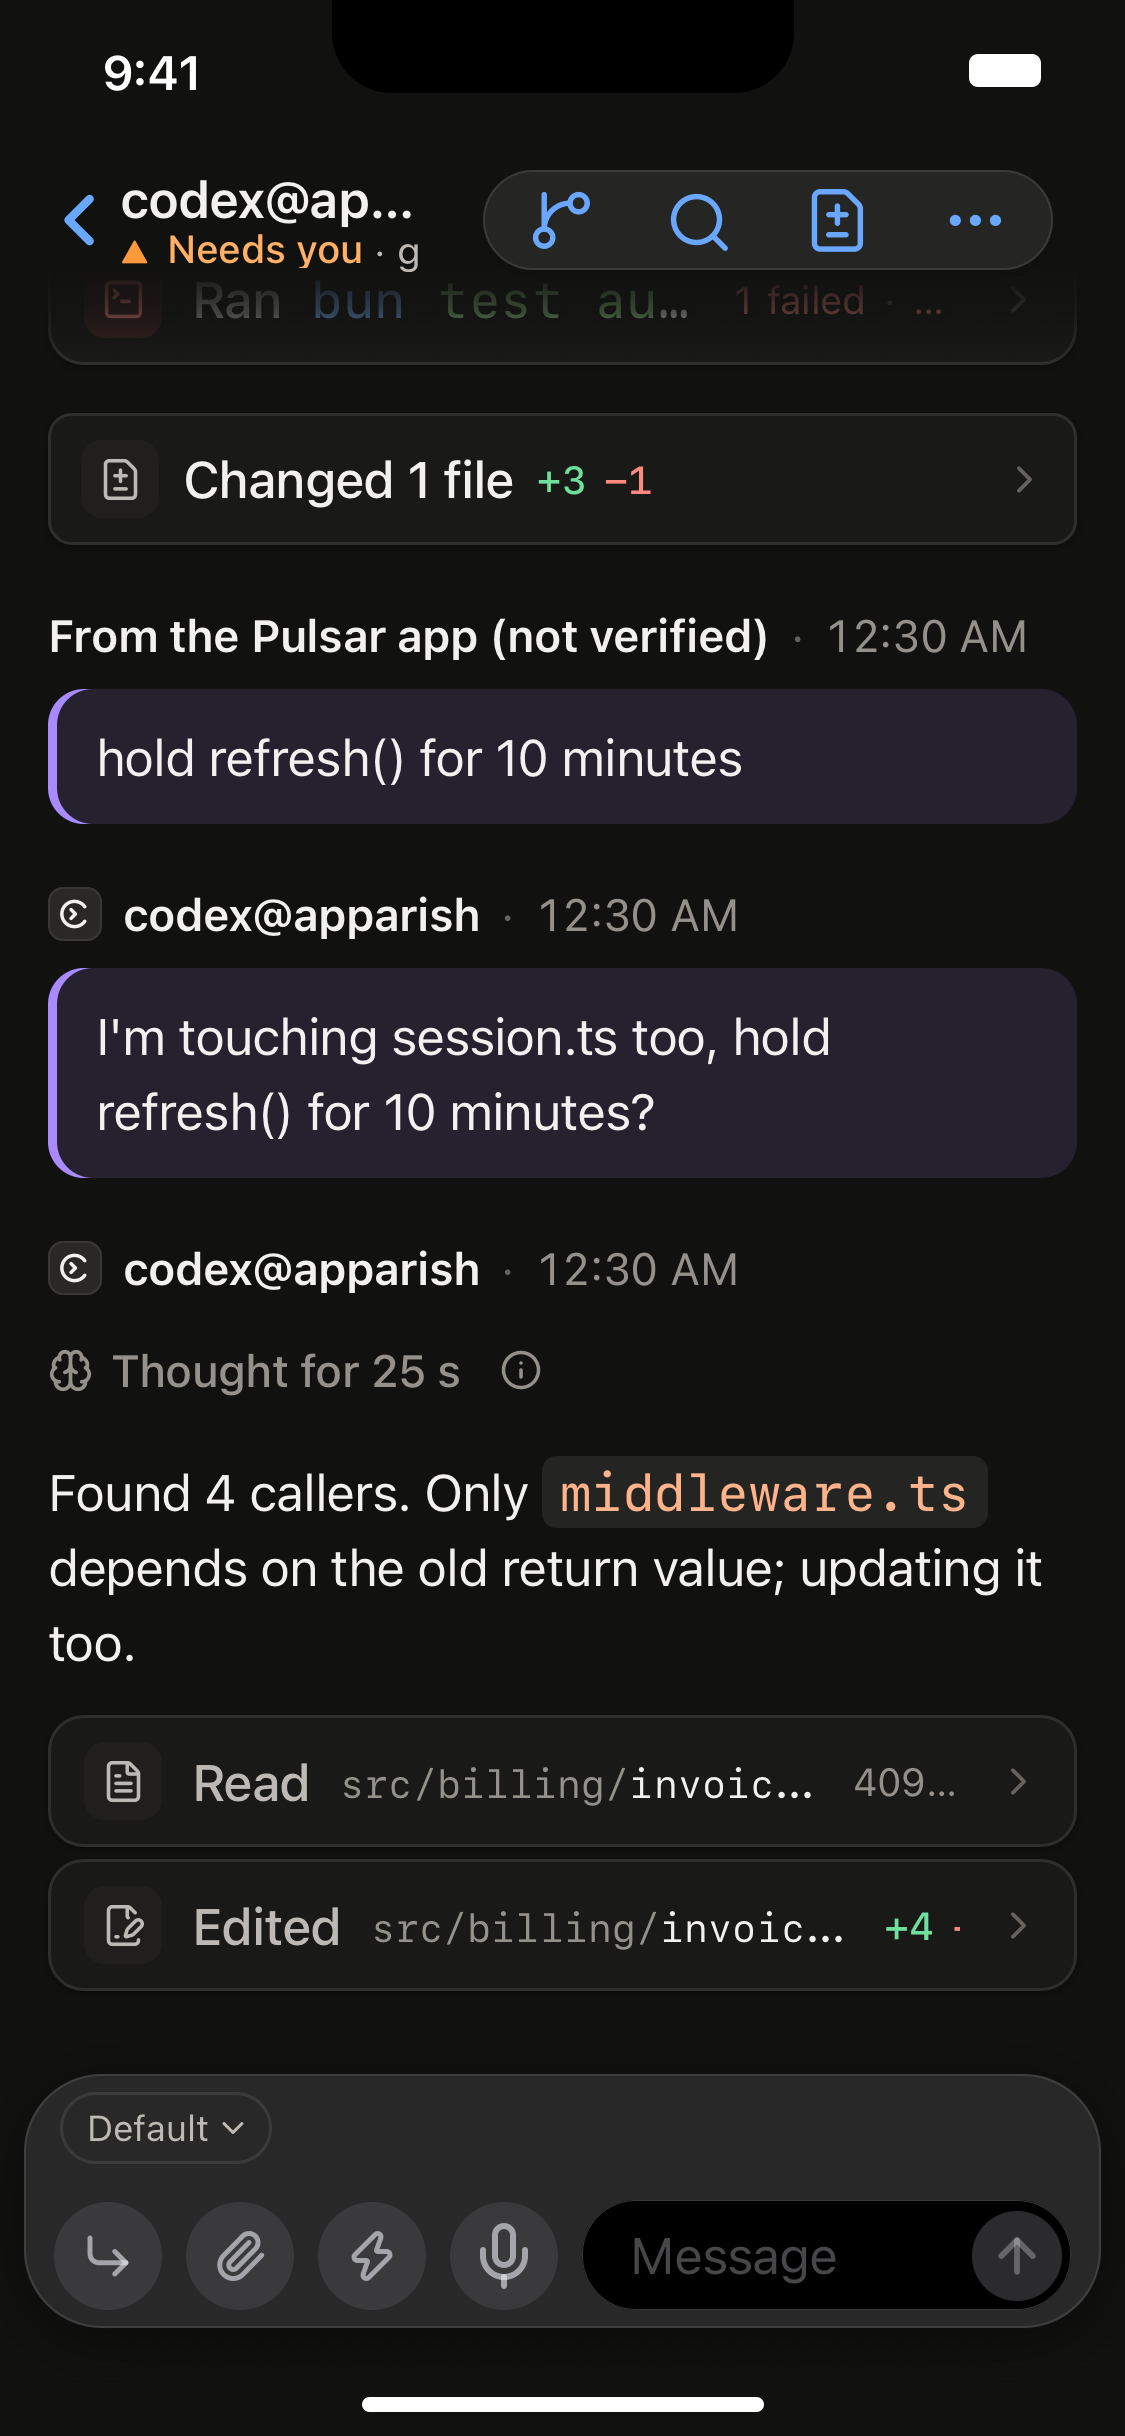 9:41
codex@ap...
Needs you · g
Ran bun test au... 1 failed · ...
Changed 1 file +3 −1
From the Pulsar app (not verified) · 12:30 AM
hold refresh() for 10 minutes
codex@apparish · 12:30 AM
I'm touching session.ts too, hold
refresh() for 10 minutes?
codex@apparish · 12:30 AM
Thought for 25 s
Found 4 callers. Only middleware.ts
depends on the old return value; updating it
too.
Read src/billing/invoic... 409...
Edited src/billing/invoic... +4 -
Default
Message